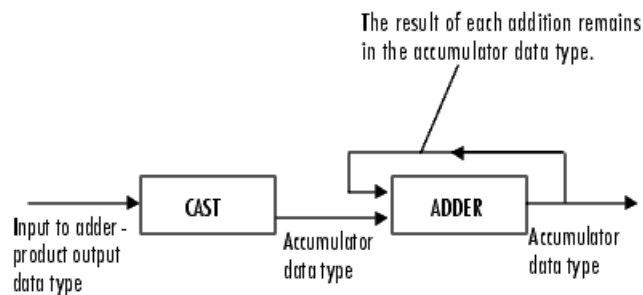 The result of each addition remains
in the accumulator data type.
CAST
ADDER
Input to adder -
product output
data type
Accumulator
data type
Accumulator
data type